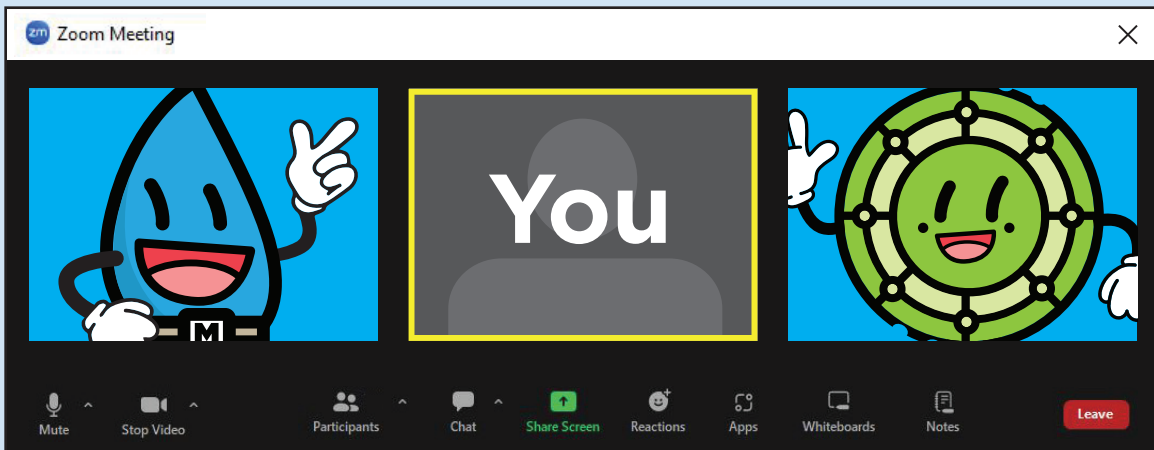 zm Zoom Meeting
You
M
Mute
Stop Video
Participants
Chat
Share Screen
Reactions
Apps
Whiteboards
Notes
Leave